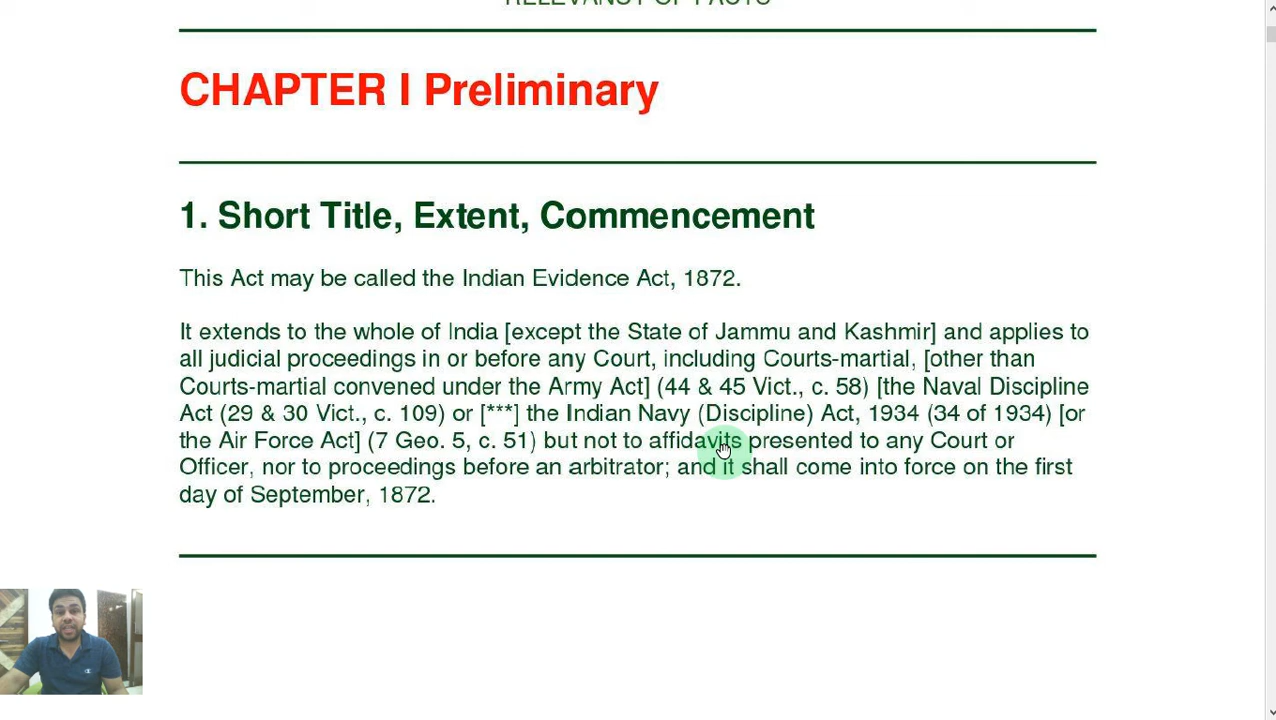 RELEVANCY OF FACTS
CHAPTER I Preliminary
1. Short Title, Extent, Commencement
This Act may be called the Indian Evidence Act, 1872.
It extends to the whole of India [except the State of Jammu and Kashmir] and applies to
all judicial proceedings in or before any Court, including Courts-martial, [other than
Courts-martial convened under the Army Act] (44 & 45 Vict., c. 58) [the Naval Discipline
Act (29 & 30 Vict., c. 109) or [***] the Indian Navy (Discipline) Act, 1934 (34 of 1934) [or
the Air Force Act] (7 Geo. 5, c. 51) but not to affidavits presented to any Court or
Officer, nor to proceedings before an arbitrator; and it shall come into force on the first
day of September, 1872.